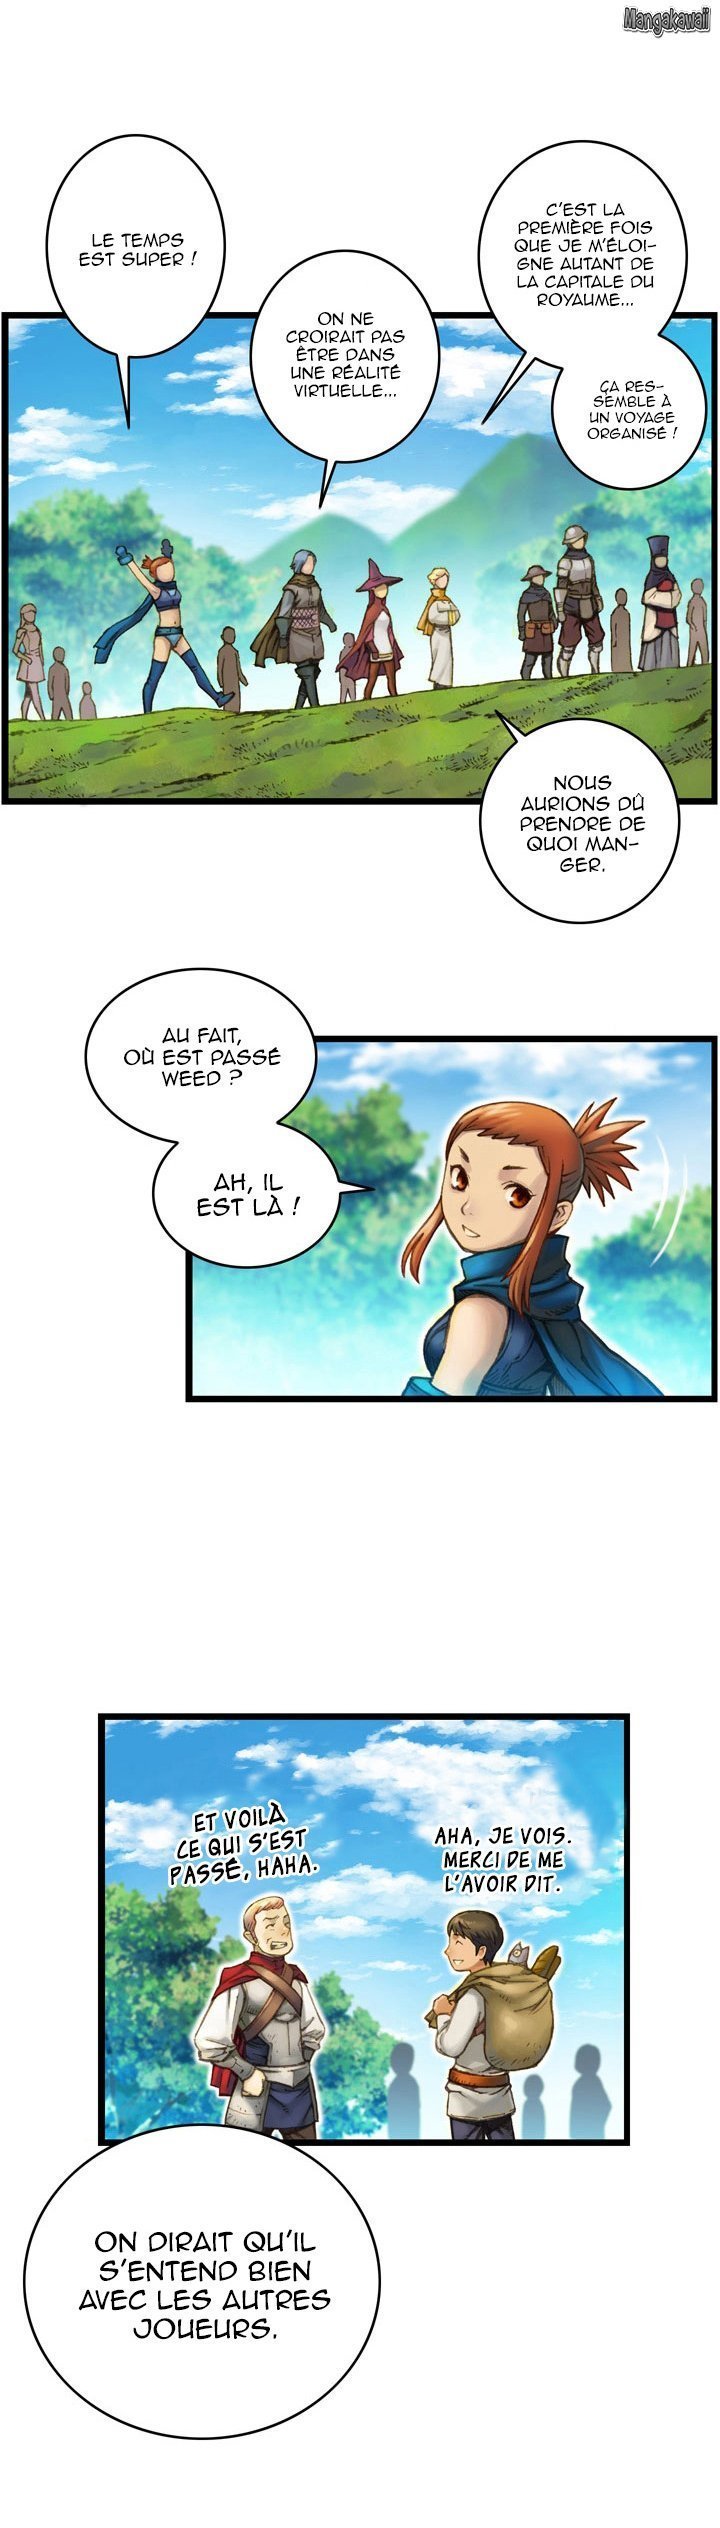 Mangakawaii
LE TEMPS
EST SUPER !
ON NE
CROIRAIT PAS
ÊTRE DANS
UNE RÉALITÉ
VIRTUELLE...
C'EST LA
PREMIÈRE FOIS
QUE JE M'ÉLOI-
GNE AUTANT DE
LA CAPITALE DU
ROYAUME...
ÇA RES-
SEMBLE À
UN VOYAGE
ORGANISÉ !
NOUS
AURIONS DÛ
PRENDRE DE
QUOI MAN-
GER.
AU FAIT,
OÙ EST PASSÉ
WEED ?
AH, IL
EST LÀ !
ET VOILÀ
CE QUI S'EST
PASSÉ, HAHA.
AHA, JE VOIS.
MERCI DE ME
L'AVOIR DIT.
ON DIRAIT QU'IL
S'ENTEND BIEN
AVEC LES AUTRES
JOUEURS.